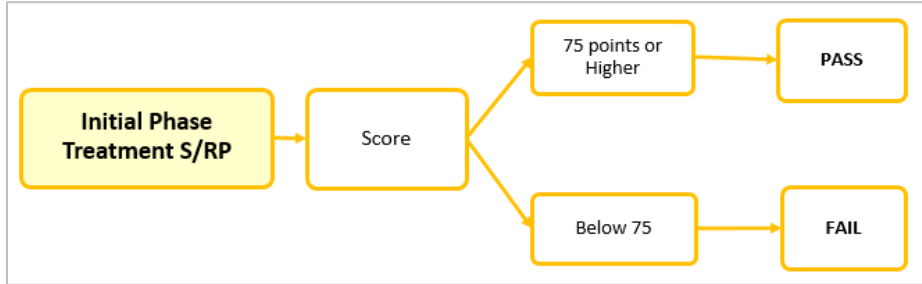 Initial Phase
Treatment S/RP
Score
75 points or
Higher
PASS
Below 75
FAIL